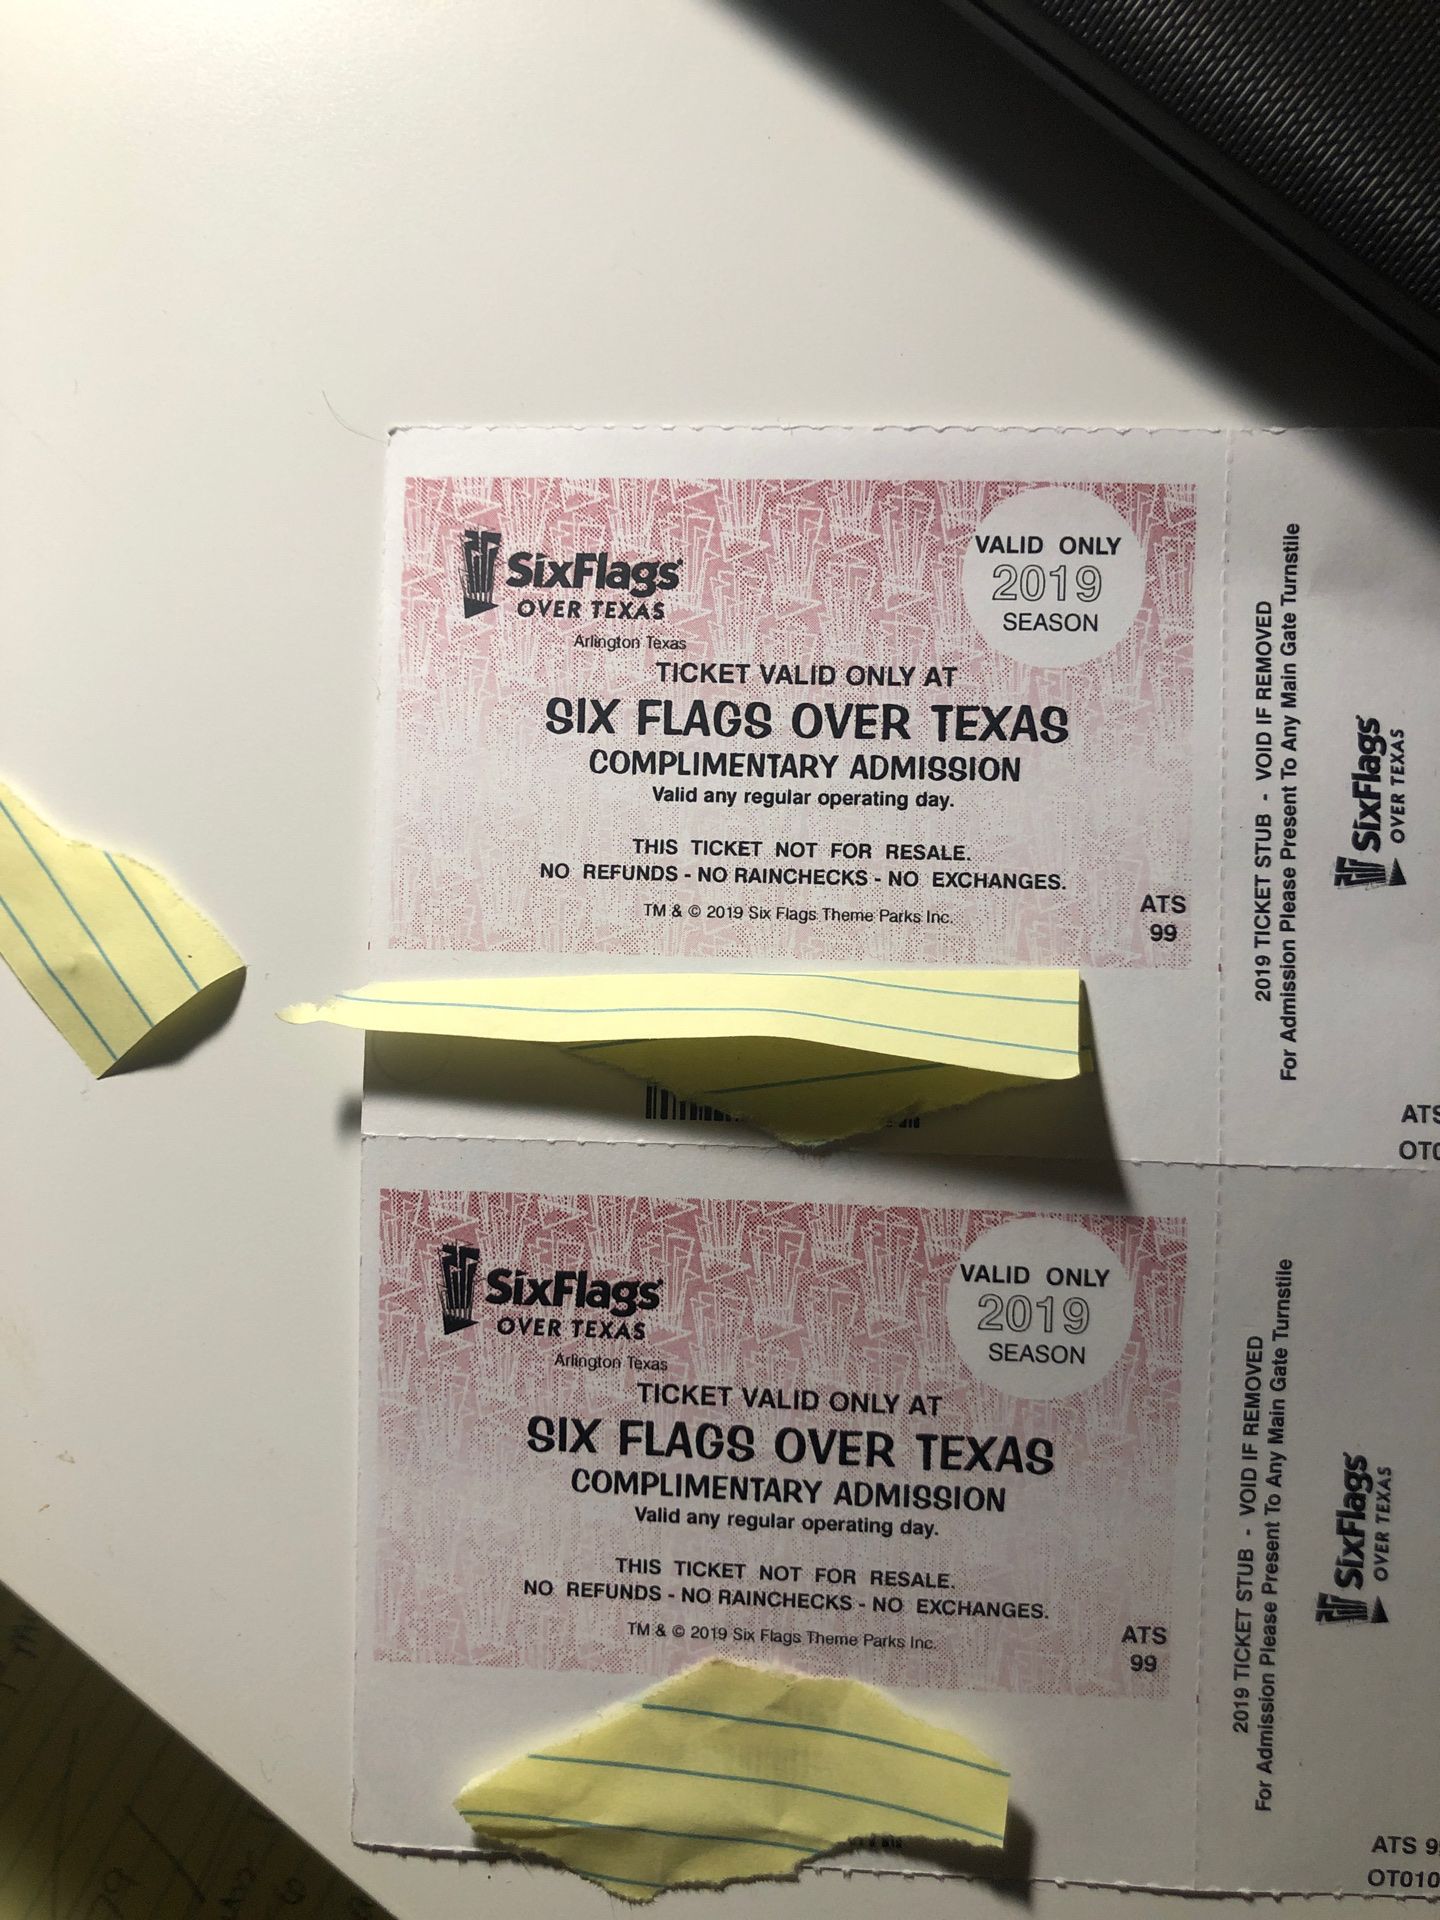 SixFlags
OVER TEXAS
Arlington Texas
VALID ONLY
2019
SEASON
TICKET VALID ONLY AT
SIX FLAGS OVER TEXAS
COMPLIMENTARY ADMISSION
Valid any regular operating day.
THIS TICKET NOT FOR RESALE.
NO REFUNDS - NO RAINCHECKS - NO EXCHANGES.
TM & © 2019 Six Flags Theme Parks Inc.
ATS
99
2019 TICKET STUB - VOID IF REMOVED
For Admission Please Present To Any Main Gate Turnstile
SixFlags
OVER TEXAS
ATS
SixFlags
OVER TEXAS
Arlington Texas
VALID ONLY
2019
SEASON
TICKET VALID ONLY AT
SIX FLAGS OVER TEXAS
COMPLIMENTARY ADMISSION
Valid any regular operating day.
THIS TICKET NOT FOR RESALE.
NO REFUNDS - NO RAINCHECKS - NO EXCHANGES.
TM & © 2019 Six Flags Theme Parks Inc.
ATS
99
2019 TICKET STUB - VOID IF REMOVED
For Admission Please Present To Any Main Gate Turnstile
SixFlags
OVER TEXAS
ATS 9
OT010